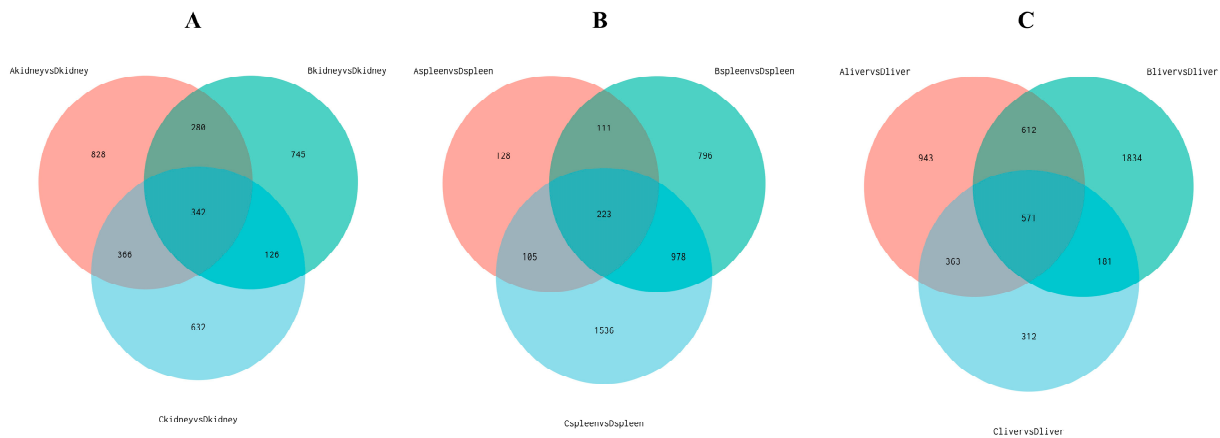 A
B
C
AkidneyvsDkidney
BkidneyvsDkidney
AspleenvsDspleen
BspleenvsDspleen
AlivervsDliver
BlivervsDliver
280
828
745
342
366
126
632
CkidneyvsDkidney
111
128
796
223
105
978
1536
CspleenvsDspleen
612
943
1834
571
363
181
312
ClivervsDliver